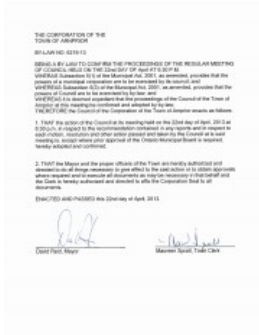 THE CORPORATION OF THE
TOWN OF ARNPRIOR
BY-LAW NO. 6219-13
BEING A BY-LAW TO CONFIRM THE PROCEEDINGS OF THE REGULAR MEETING
OF COUNCIL HELD ON THE 22nd DAY OF April AT 6:30 P.M.
WHEREAS Subsection 5(1) of the Municipal Act, 2001, as amended, provides that the
powers of a municipal corporation are to be exercised by its council; and
WHEREAS Subsection 5(3) of the Municipal Act, 2001, as amended, provides that the
powers of Council are to be exercised by by-law; and
WHEREAS it is deemed expedient that the proceedings of the Council of the Town of
Arnprior at this meeting be confirmed and adopted by by-law;
THEREFORE the Council of the Corporation of the Town of Arnprior enacts as follows:
1. THAT the action of the Council at its meeting held on the 22nd day of April, 2013 at
6:30 p.m. in respect to the recommendation contained in any reports and in respect to
each motion, resolution and other action passed and taken by the Council at its said
meeting is, except where prior approval of the Ontario Municipal Board is required,
hereby adopted and confirmed.
2. THAT the Mayor and the proper officials of the Town are hereby authorized and
directed to do all things necessary to give effect to the said action or to obtain approvals
where required and to execute all documents as may be necessary in that behalf and
the Clerk is hereby authorized and directed to affix the Corporation Seal to all
documents.
ENACTED AND PASSED this 22nd day of April, 2013.
David Reid, Mayor
Maureen Spratt, Town Clerk